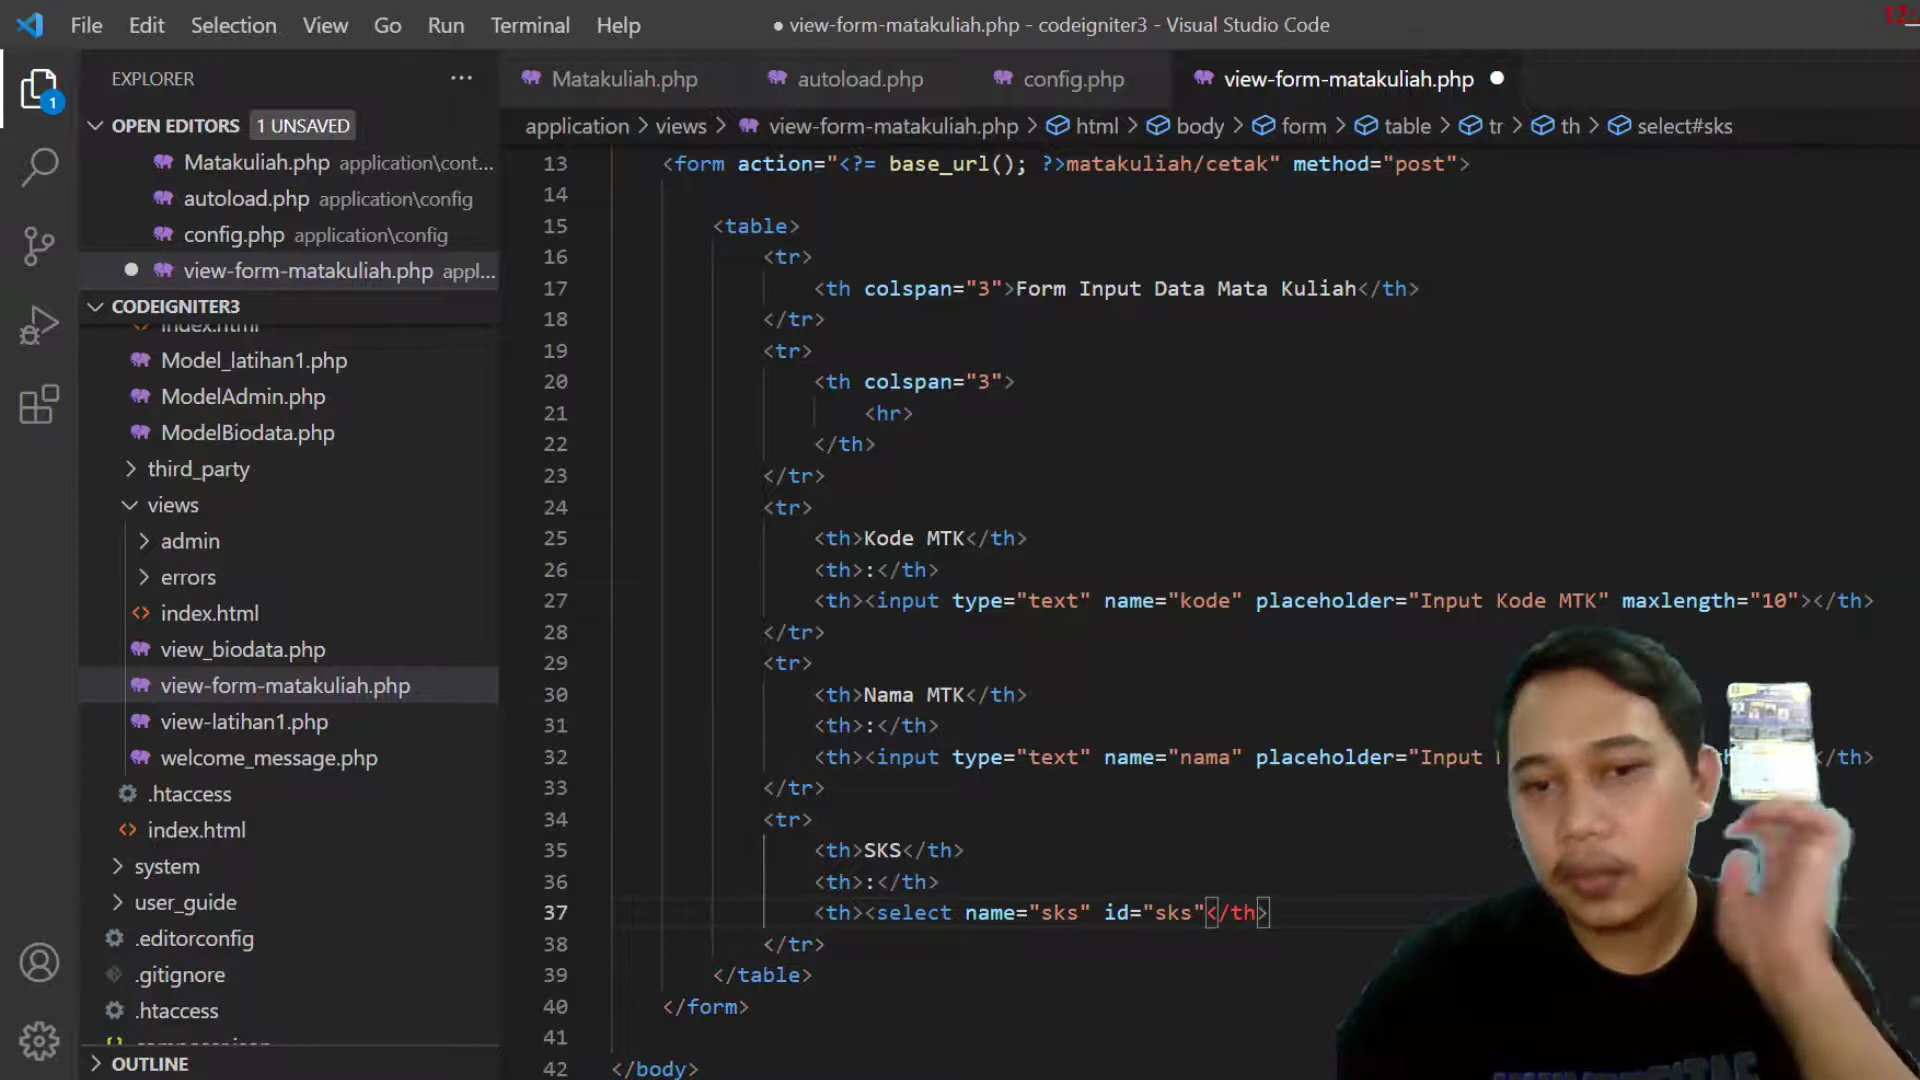 File Edit Selection View Go Run Terminal Help ● view-form-matakuliah.php - codeigniter3 - Visual Studio Code
EXPLORER ···
OPEN EDITORS 1 UNSAVED
Matakuliah.php application\cont...
autoload.php application\config
config.php application\config
view-form-matakuliah.php appl...
CODEIGNITER3
index.html
Model_latihan1.php
ModelAdmin.php
ModelBiodata.php
third_party
views
admin
errors
index.html
view_biodata.php
view-form-matakuliah.php
view-latihan1.php
welcome_message.php
.htaccess
index.html
system
user_guide
.editorconfig
.gitignore
.htaccess
OUTLINE
1
Matakuliah.php autoload.php config.php view-form-matakuliah.php
application > views > view-form-matakuliah.php > html > body > form > table > tr > th > select#sks
13 <form action="<?= base_url(); ?>matakuliah/cetak" method="post">
14
15 <table>
16 <tr>
17 <th colspan="3">Form Input Data Mata Kuliah</th>
18 </tr>
19 <tr>
20 <th colspan="3">
21 <hr>
22 </th>
23 </tr>
24 <tr>
25 <th>Kode MTK</th>
26 <th>:</th>
27 <th><input type="text" name="kode" placeholder="Input Kode MTK" maxlength="10"></th>
28 </tr>
29 <tr>
30 <th>Nama MTK</th>
31 <th>:</th>
32 <th><input type="text" name="nama" placeholder="Input </th>
33 </tr>
34 <tr>
35 <th>SKS</th>
36 <th>:</th>
37 <th><select name="sks" id="sks"</th>
38 </tr>
39 </table>
40 </form>
41
42 </body>